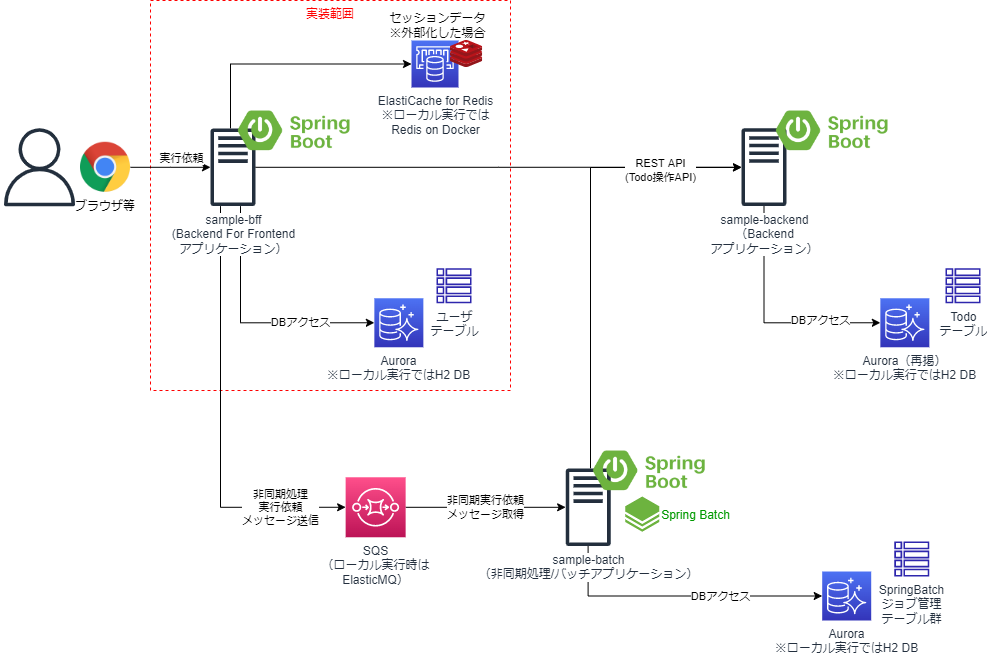 実装範囲
セッションデータ
※外部化した場合
ElastiCache for Redis
※ローカル実行では
Redis on Docker
Spring
Boot
Spring
Boot
実行依頼
ブラウザ等
REST API
(Todo操作API)
sample-bff
(Backend For Frontend
アプリケーション）
sample-backend
（Backend
アプリケーション）
DBアクセス
ユーザ
テーブル
Aurora
※ローカル実行ではH2 DB
DBアクセス
Todo
テーブル
Aurora（再掲）
※ローカル実行ではH2 DB
非同期処理
実行依頼
メッセージ送信
SQS
（ローカル実行時は
ElasticMQ）
非同期実行依頼
メッセージ取得
Spring
Boot
Spring Batch
sample-batch
（非同期処理/バッチアプリケーション）
DBアクセス
SpringBatch
ジョブ管理
テーブル群
Aurora
※ローカル実行ではH2 DB